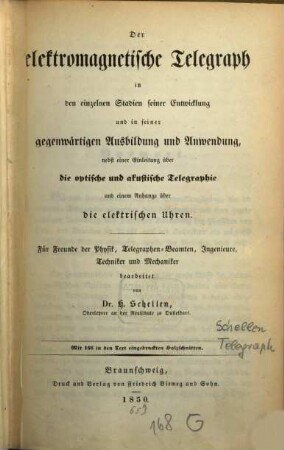 Der
elektromagnetische Telegraph
in
den einzelnen Stadien seiner Entwicklung
und in seiner
gegenwärtigen Ausbildung und Anwendung,
nebst einer Einleitung über
die optische und akustische Telegraphie
und einem Anhange über
die elektrischen Uhren.
Für Freunde der Physik, Telegraphen-Beamten, Ingenieure,
Techniker und Mechaniker
bearbeitet
von
Dr. H. Schellen,
Oberlehrer an der Realschule zu Düsseldorf.
Mit 168 in den Text eingedruckten Holzschnitten.
Braunschweig,
Druck und Verlag von Friedrich Vieweg und Sohn.
1850.
Schellen
Telegraph
168 G